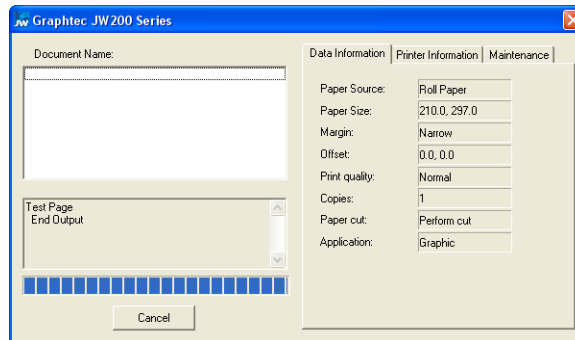 JW Graphtec JW200 Series
Document Name:
Test Page
End Output
Cancel
Data Information Printer Information Maintenance
Paper Source: Roll Paper
Paper Size: 210.0, 297.0
Margin: Narrow
Offset: 0.0, 0.0
Print quality: Normal
Copies: 1
Paper cut: Perform cut
Application: Graphic